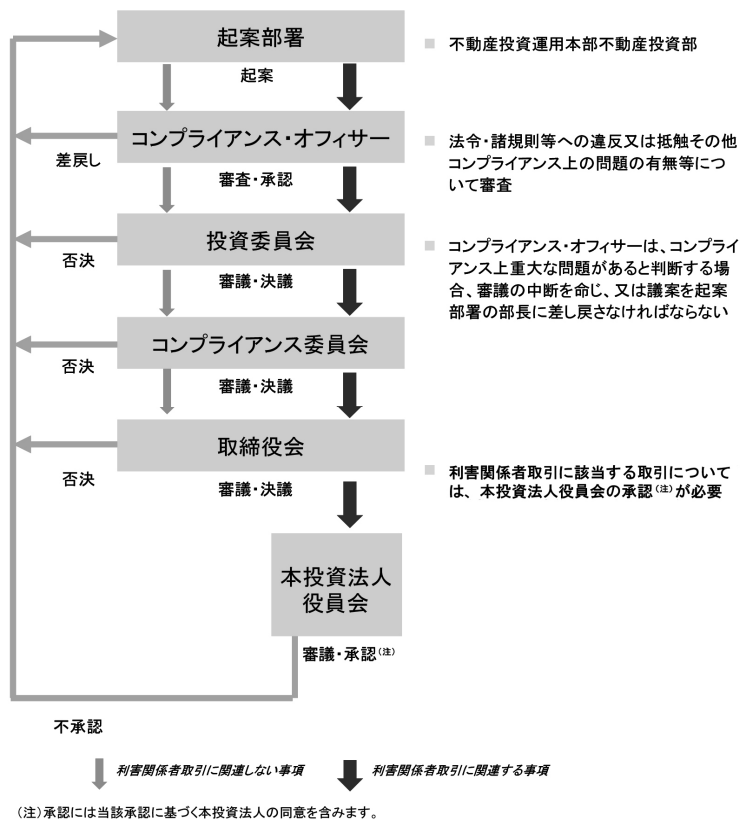 起案部署
■ 不動産投資運用本部不動産投資部
起案
コンプライアンス・オフィサー
■ 法令・諸規則等への違反又は抵触その他
コンプライアンス上の問題の有無等につ
いて審査
差戻し
審査・承認
投資委員会
■ コンプライアンス・オフィサーは、コンプライ
アンス上重大な問題があると判断する場
合、審議の中断を命じ、又は議案を起案
部署の部長に差し戻さなければならない
否決
審議・決議
コンプライアンス委員会
否決
審議・決議
取締役会
■ 利害関係者取引に該当する取引について
は、本投資法人役員会の承認(注)が必要
否決
審議・決議
本投資法人
役員会
審議・承認(注)
不承認
利害関係者取引に関連しない事項
利害関係者取引に関連する事項
(注)承認には当該承認に基づく本投資法人の同意を含みます。